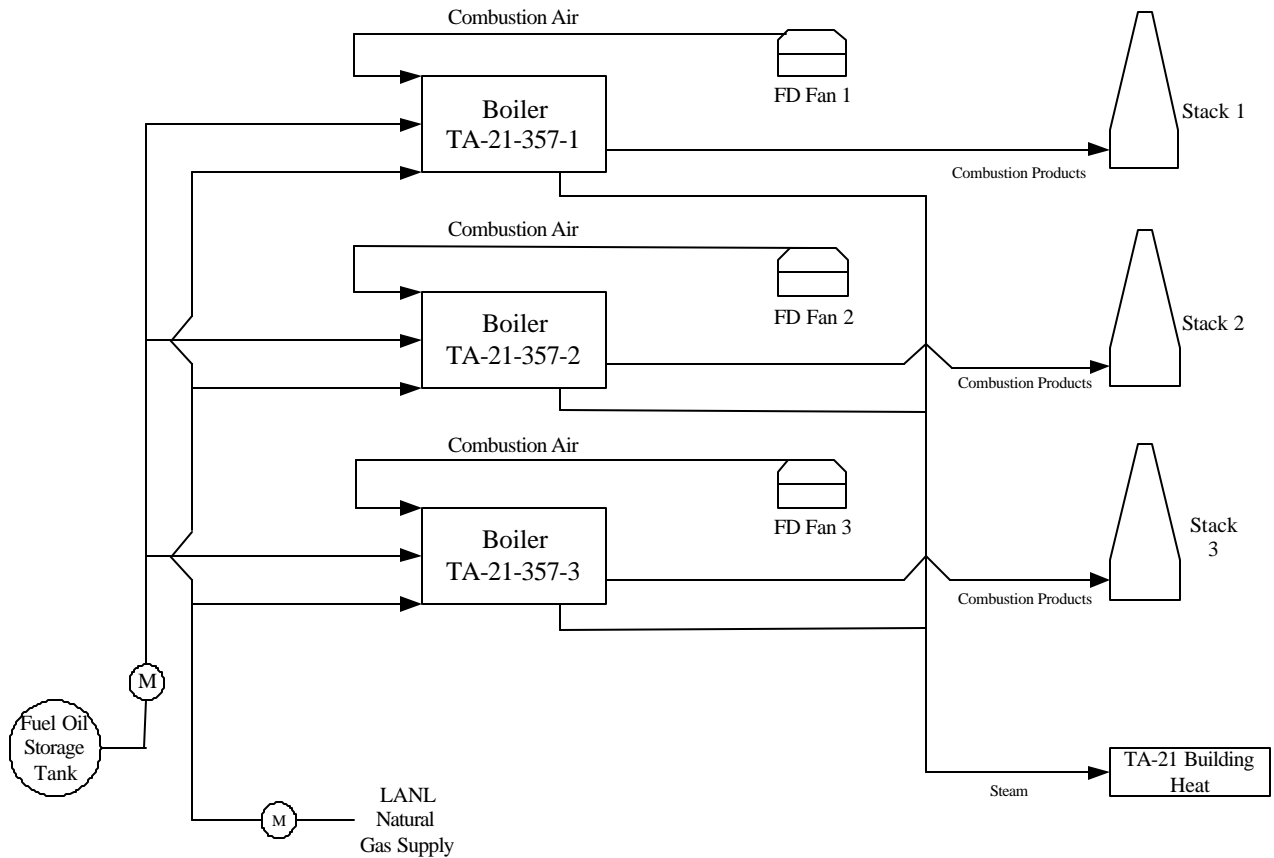 Combustion Air
FD Fan 1
Boiler
TA-21-357-1
Stack 1
Combustion Products
Combustion Air
FD Fan 2
Boiler
TA-21-357-2
Stack 2
Combustion Products
Combustion Air
FD Fan 3
Boiler
TA-21-357-3
Stack
3
Combustion Products
M
Fuel Oil
Storage
Tank
M
LANL
Natural
Gas Supply
Steam
TA-21 Building
Heat